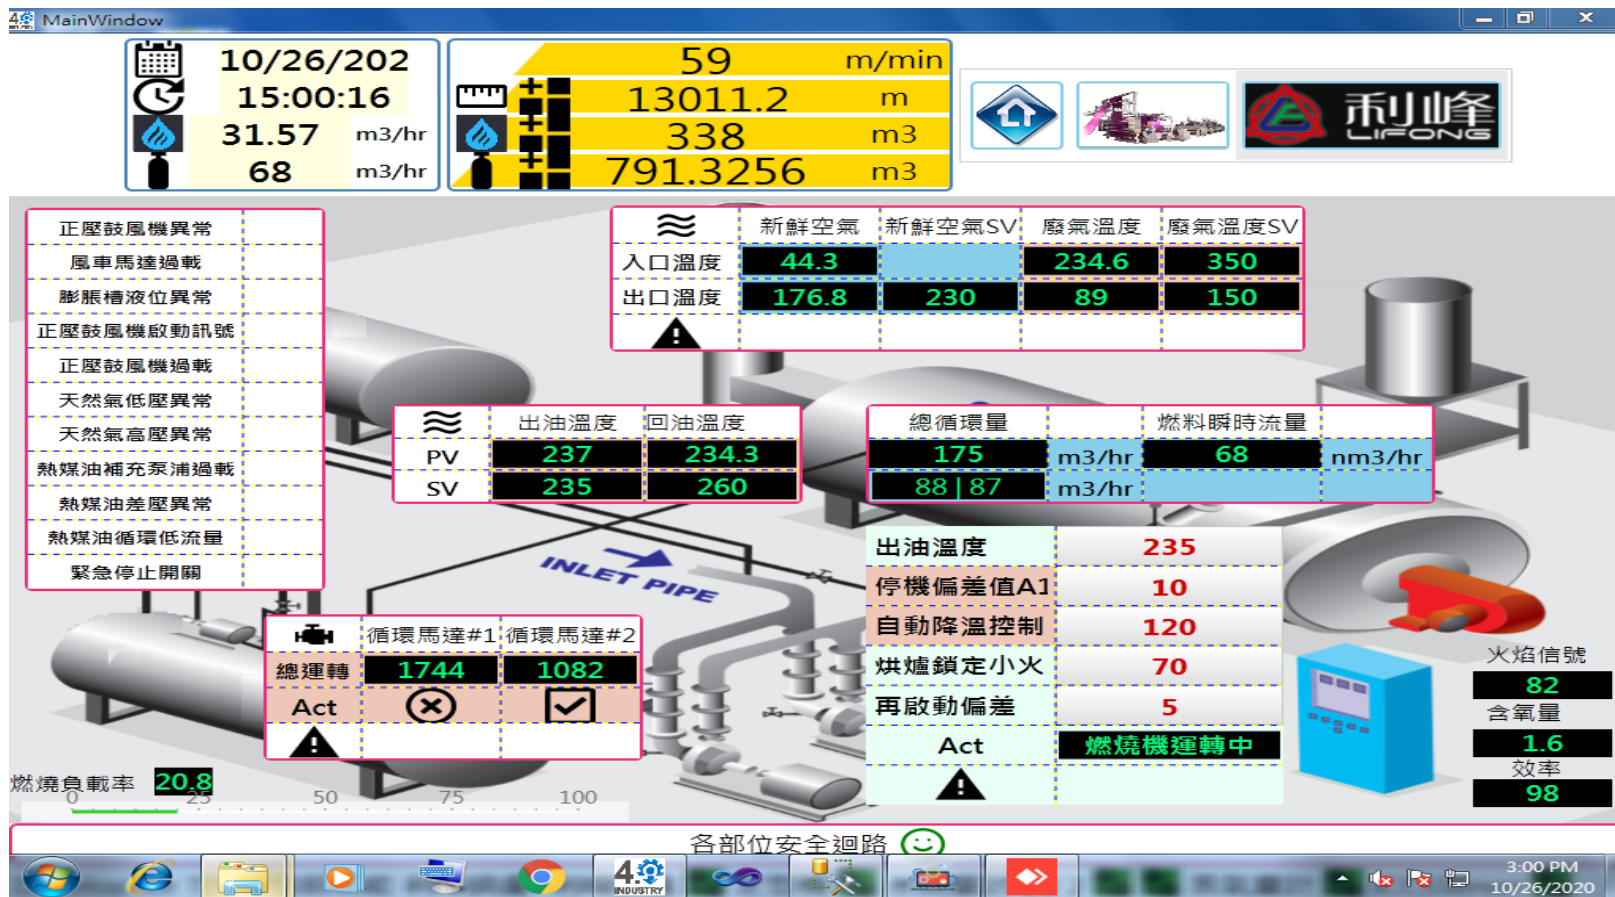 MainWindow
10/26/202
15:00:16
31.57 m3/hr
68 m3/hr
59 m/min
13011.2 m
338 m3
791.3256 m3
利峰
LIFONG
正壓鼓風機異常
風車馬達過載
膨脹槽液位異常
正壓鼓風機啟動訊號
正壓鼓風機過載
天然氣低壓異常
天然氣高壓異常
熱媒油補充泵浦過載
熱媒油差壓異常
熱媒油循環低流量
緊急停止開關
新鮮空氣 新鮮空氣SV 廢氣溫度 廢氣溫度SV
入口溫度 44.3 234.6 350
出口溫度 176.8 230 89 150
出油溫度 回油溫度
PV 237 234.3
SV 235 260
總循環量 燃料瞬時流量
175 m3/hr 68 nm3/hr
88 | 87 m3/hr
INLET PIPE
出油溫度 235
停機偏差值A1 10
自動降溫控制 120
烘爐鎖定小火 70
再啟動偏差 5
Act 燃燒機運轉中
循環馬達#1 循環馬達#2
總運轉 1744 1082
Act
火焰信號
82
含氧量
1.6
效率
98
燃燒負載率 20.8
0 25 50 75 100
各部位安全迴路
4.0
INDUSTRY
3:00 PM
10/26/2020